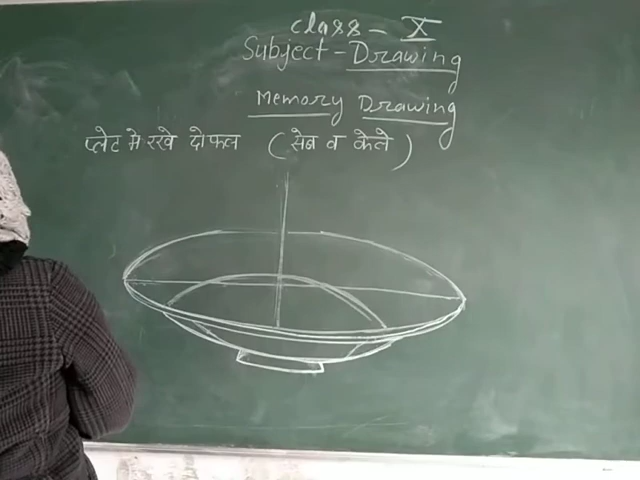 Class - X
Subject - Drawing
Memory Drawing
प्लेट मे रखे दो फल (सेब व केले)